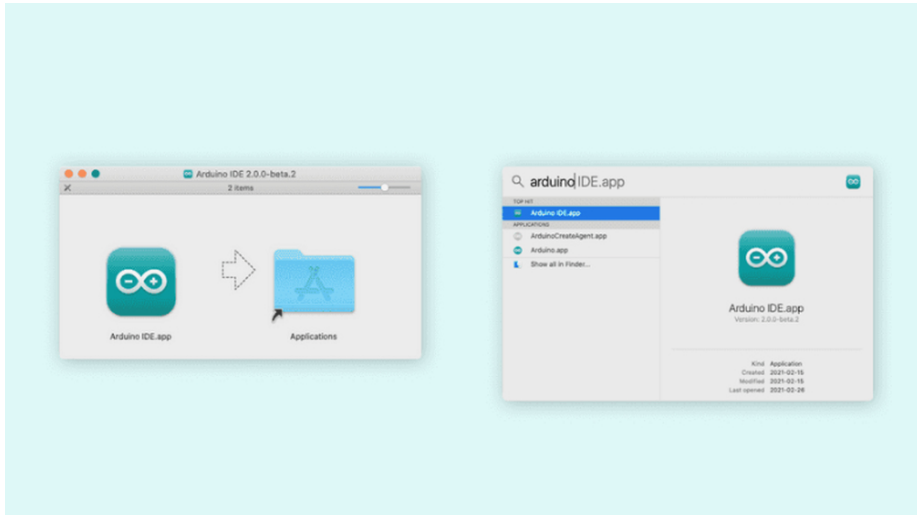 Arduino IDE 2.0.0-beta.2
2 items
Arduino IDE.app
Applications
arduino IDE.app
TOP HIT
Arduino IDE.app
APPLICATIONS
ArduinoCreateAgent.app
Arduino.app
Show all in Finder...
Arduino IDE.app
Version: 2.0.0-beta.2
Kind Application
Created 2021-02-15
Modified 2021-02-15
Last opened 2021-02-26